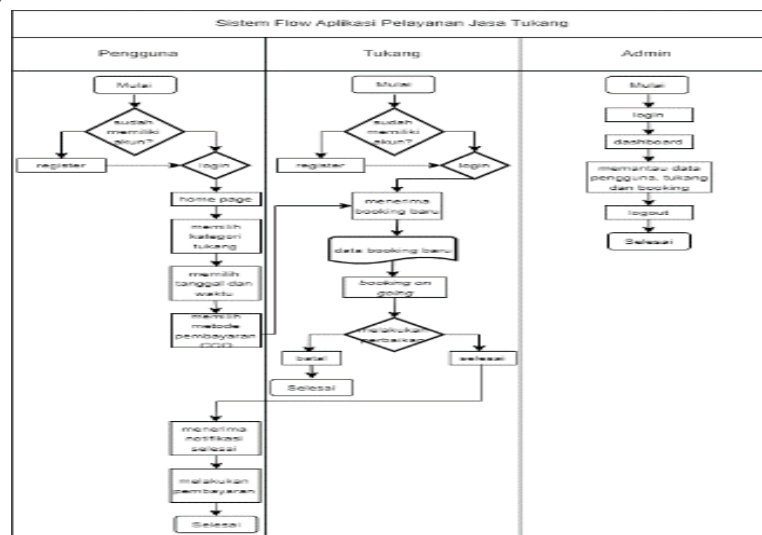 Sistem Flow Aplikasi Pelayanan Jasa Tukang
Pengguna
Tukang
Admin
Mulai
sudah
memiliki
akun?
register
login
home page
memilih
kategori
tukang
memilih
tanggal dan
waktu
memilih
metode
pembayaran
COD
menerima
notifikasi
selesai
melakukan
pembayaran
Selesai
Mulai
sudah
memiliki
akun?
register
login
menerima
booking baru
data booking baru
booking on
going
melakukan
perbaikan
batal
selesai
Selesai
Mulai
login
dashboard
memantau data
pengguna, tukang
dan booking
logout
Selesai